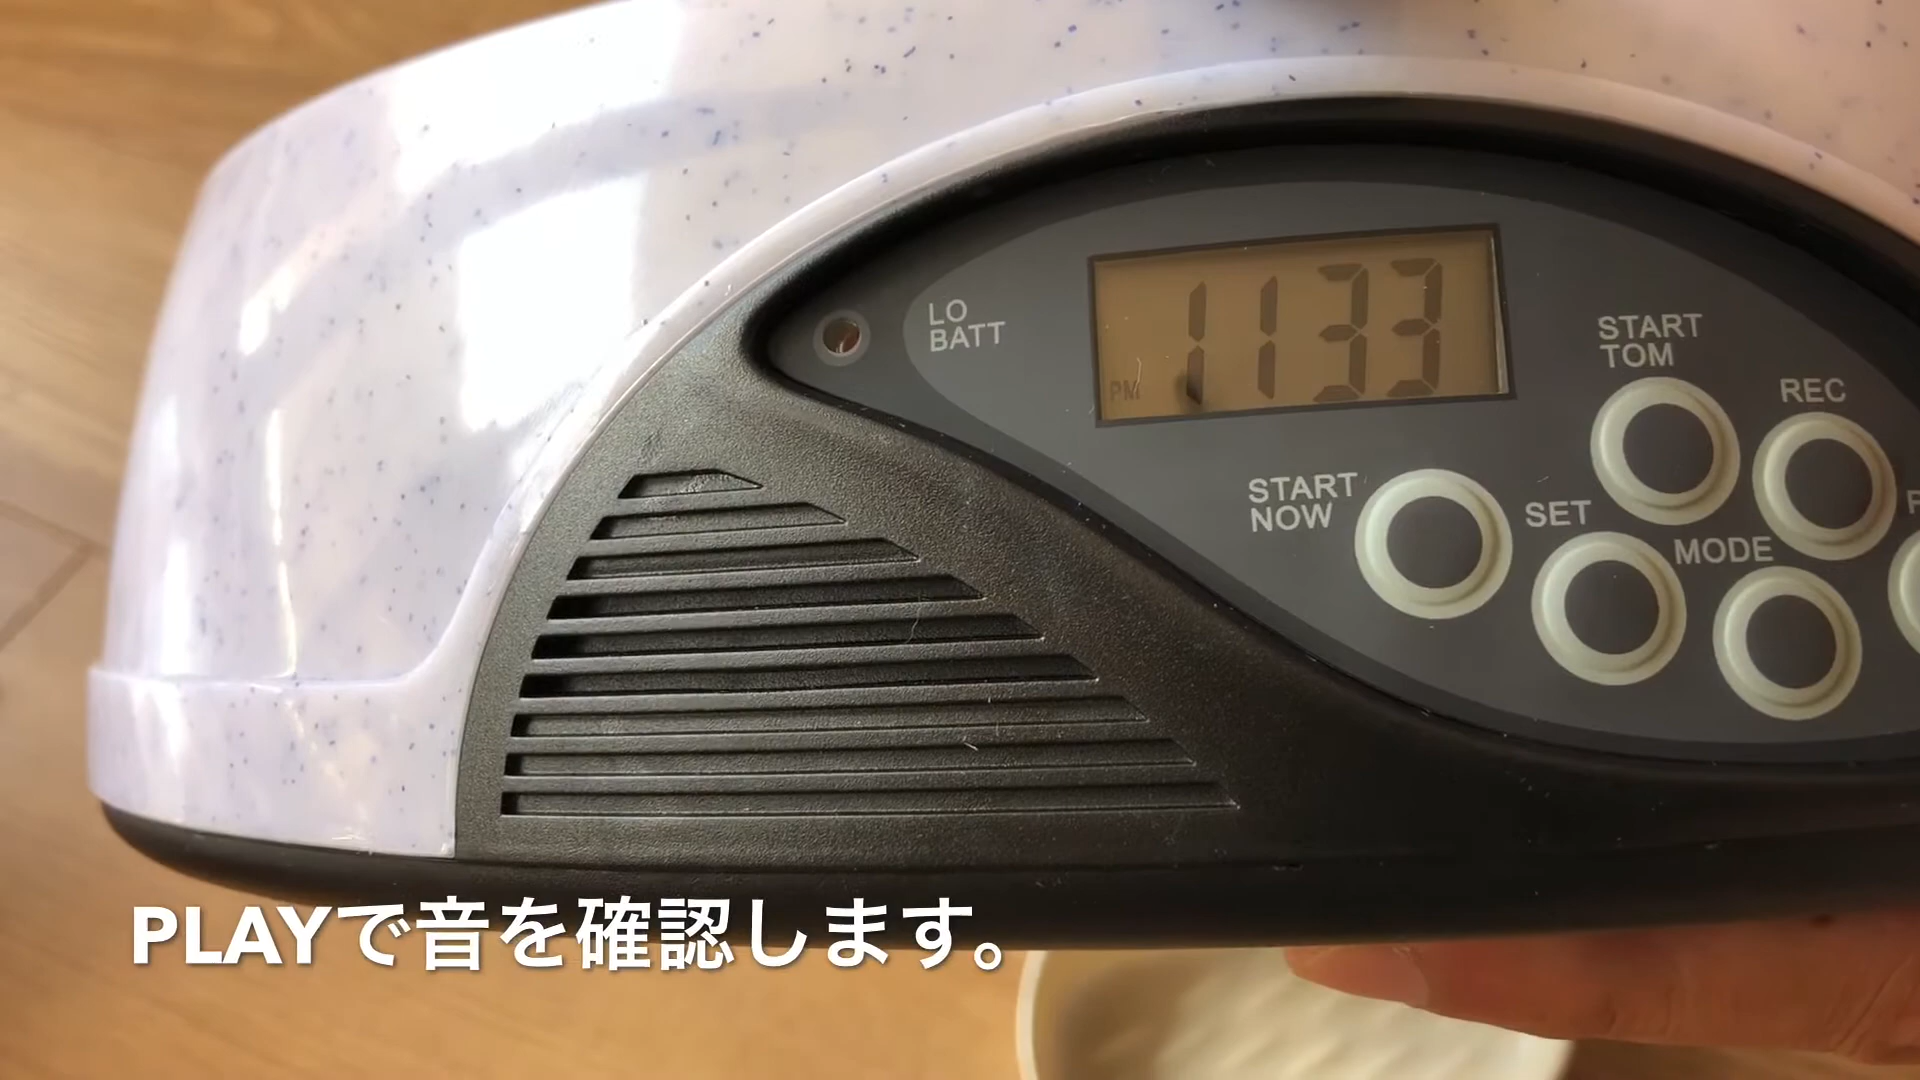 LO
BATT
PM 1133
START
TOM
REC
START
NOW
SET
MODE
PLAYで音を確認します。